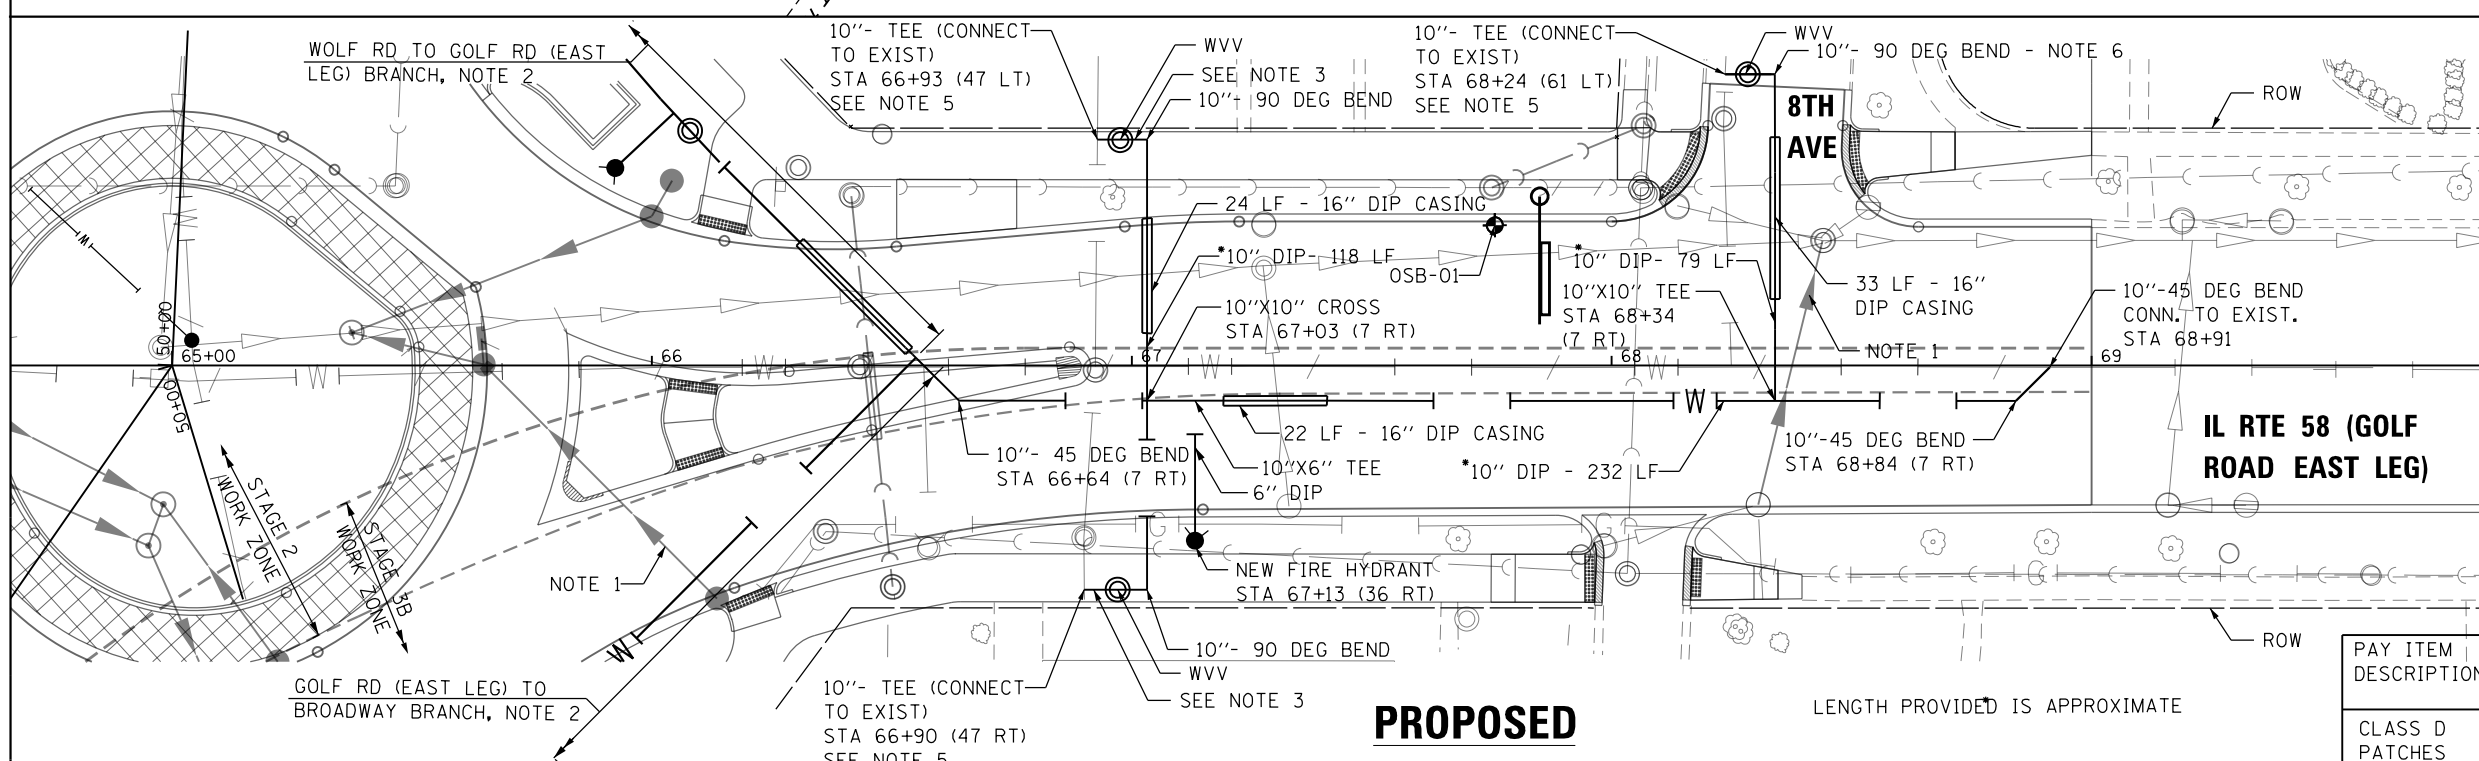 WOLF RD TO GOLF RD (EAST
LEG) BRANCH, NOTE 2
10''- TEE (CONNECT
TO EXIST)
STA 66+93 (47 LT)
SEE NOTE 5
WVV
SEE NOTE 3
10''- 90 DEG BEND
10''- TEE (CONNECT
TO EXIST)
STA 68+24 (61 LT)
SEE NOTE 5
WVV
10''- 90 DEG BEND - NOTE 6
8TH
AVE
ROW
24 LF - 16'' DIP CASING
*10'' DIP- 118 LF
OSB-01
10''X10'' CROSS
STA 67+03 (7 RT)
*
10'' DIP- 79 LF
10''X10'' TEE
STA 68+34
(7 RT)
33 LF - 16''
DIP CASING
NOTE 1
10''-45 DEG BEND
CONN. TO EXIST.
STA 68+91
W
W
50+00
65+00
50+00
66
W
67
W
68
W
69
W
22 LF - 16'' DIP CASING
10''- 45 DEG BEND
STA 66+64 (7 RT)
10''X6'' TEE
6'' DIP
*10'' DIP - 232 LF
10''-45 DEG BEND
STA 68+84 (7 RT)
IL RTE 58 (GOLF
ROAD EAST LEG)
STAGE 2
WORK ZONE
STAGE 3B
WORK ZONE
NOTE 1
W
G
G
G
NEW FIRE HYDRANT
STA 67+13 (36 RT)
10''- 90 DEG BEND
WVV
SEE NOTE 3
ROW
GOLF RD (EAST LEG) TO
BROADWAY BRANCH, NOTE 2
10''- TEE (CONNECT
TO EXIST)
STA 66+90 (47 RT)
SEE NOTE 5
PROPOSED
*
LENGTH PROVIDED IS APPROXIMATE
PAY ITEM
DESCRIPTION
CLASS D
PATCHES